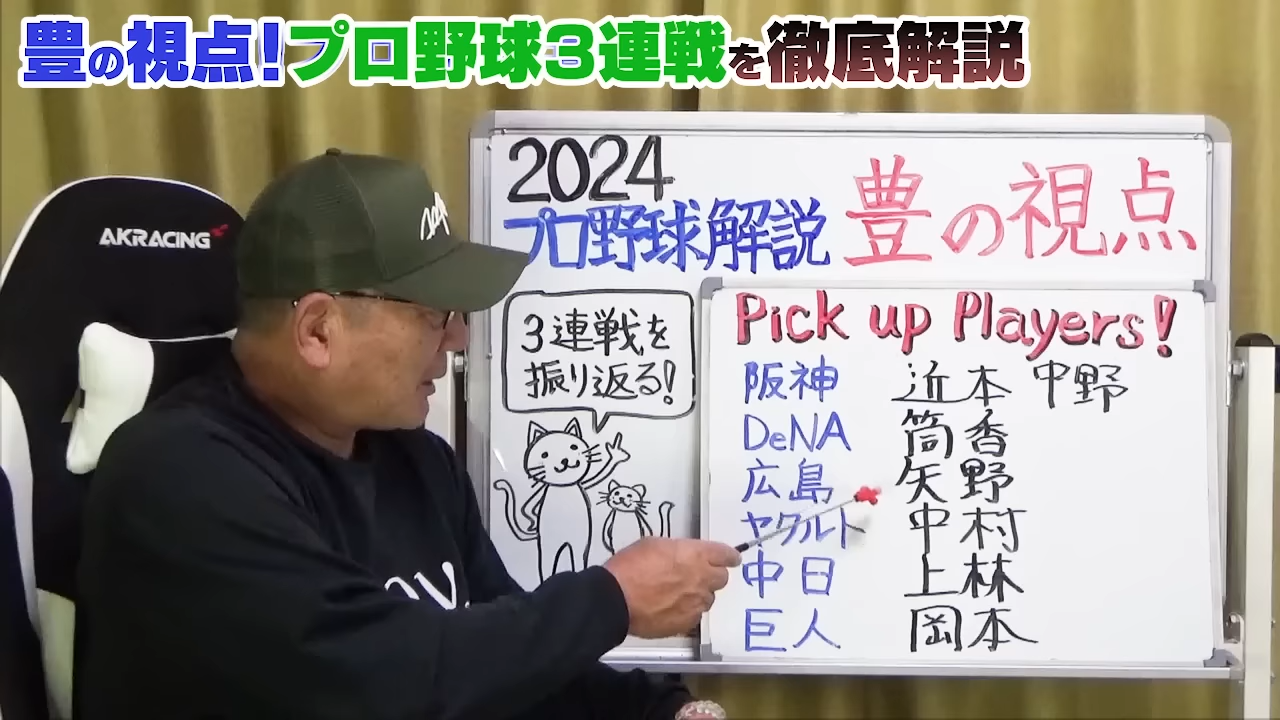 豊の視点!プロ野球3連戦を徹底解説
AKRACING
2024
プロ野球解説 豊の視点
3連戦を
振り返る!
Pick up Players!
阪神 近本 中野
DeNA 筒香
広島 矢野
ヤクルト 中村
中日 上林
巨人 岡本